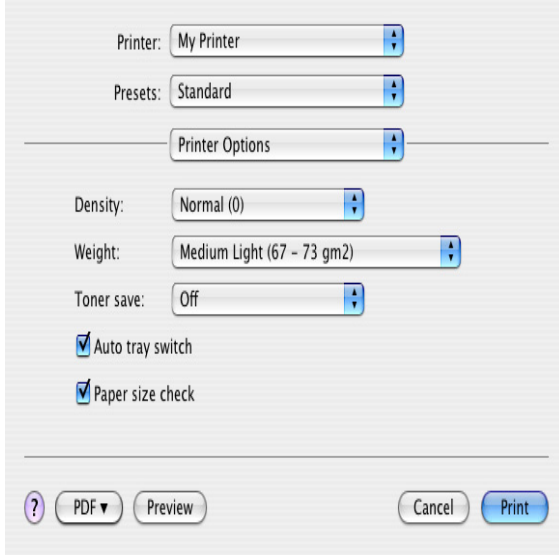 Printer: My Printer
Presets: Standard
Printer Options
Density: Normal (0)
Weight: Medium Light (67 – 73 gm2)
Toner save: Off
Auto tray switch
Paper size check
? PDF ▼ Preview Cancel Print